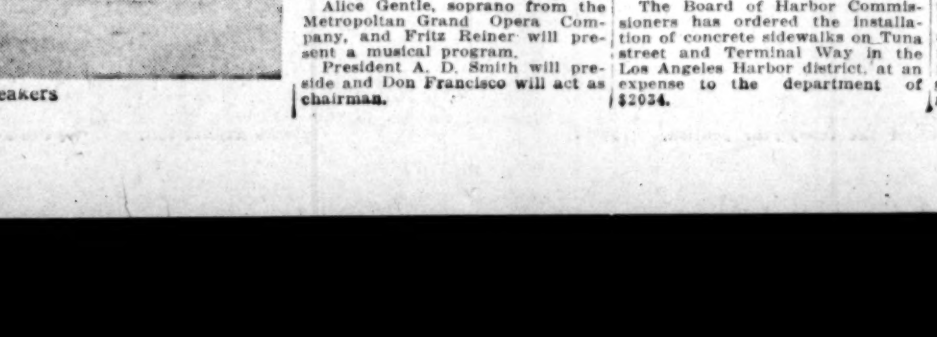 eakers
Alice Gentle, soprano from the
Metropoltan Grand Opera Com-
pany, and Fritz Reiner will pre-
sent a musical program.
President A. D. Smith will pre-
side and Don Francisco will act as
chairman.
The Board of Harbor Commis-
sioners has ordered the installa-
tion of concrete sidewalks on Tuna
street and Terminal Way in the
Los Angeles Harbor district, at an
expense to the department of
$2034.